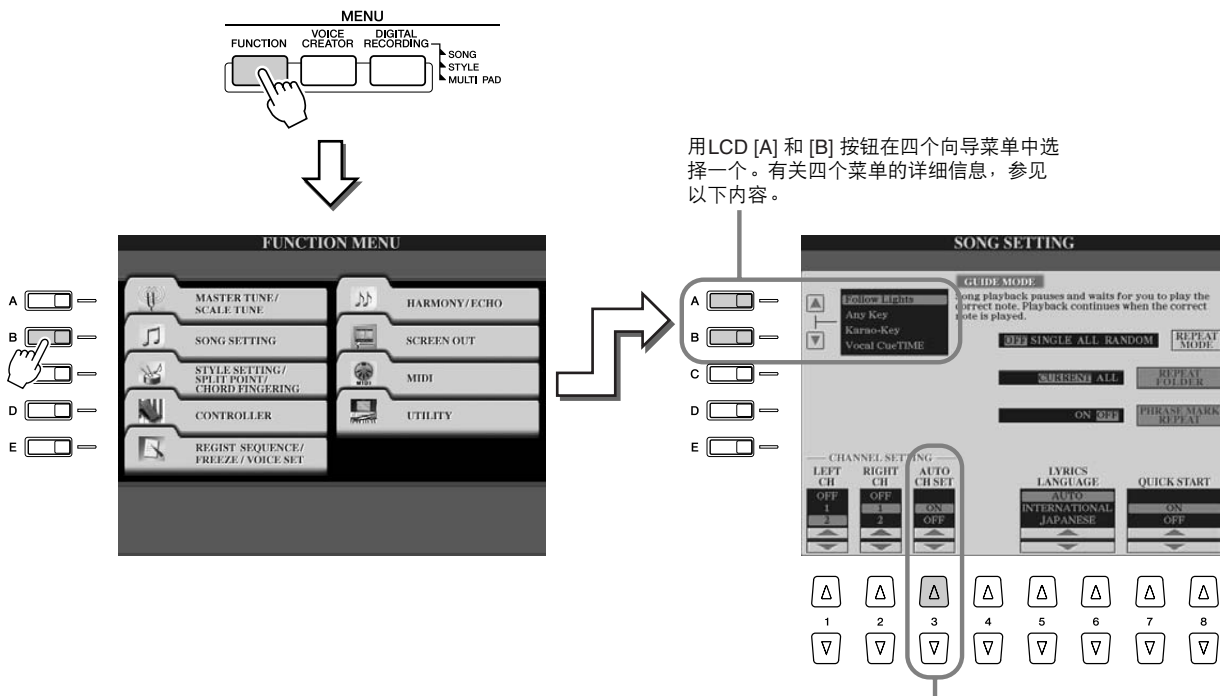 MENU
FUNCTION
VOICE CREATOR
DIGITAL RECORDING
SONG
STYLE
MULTI PAD
用LCD [A] 和 [B] 按钮在四个向导菜单中选
择一个。有关四个菜单的详细信息，参见
以下内容。
FUNCTION MENU
A
B
D
E
MASTER TUNE/
SCALE TUNE
SONG SETTING
STYLE SETTING/
SPLIT POINT/
CHORD FINGERING
CONTROLLER
REGIST SEQUENCE/
FREEZE / VOICE SET
HARMONY/ ECHO
SCREEN OUT
MIDI
MIDI
UTILITY
SONG SETTING
A
B
C
D
E
Follow Lights
Any Key
Karao-Key
Vocal CueTIME
GUIDE MODE
Song playback pauses and waits for you to play the
correct note. Playback continues when the correct
note is played.
OFF SINGLE ALL RANDOM
REPEAT
MODE
CURRENT ALL
REPEAT
FOLDER
ON OFF
PHRASE MARK
REPEAT
CHANNEL SETTING
LEFT
CH
OFF
1
2
RIGHT
CH
OFF
1
2
AUTO
CH SET
ON
OFF
LYRICS
LANGUAGE
AUTO
INTERNATIONAL
JAPANESE
QUICK START
ON
OFF
1 2 3 4 5 6 7 8